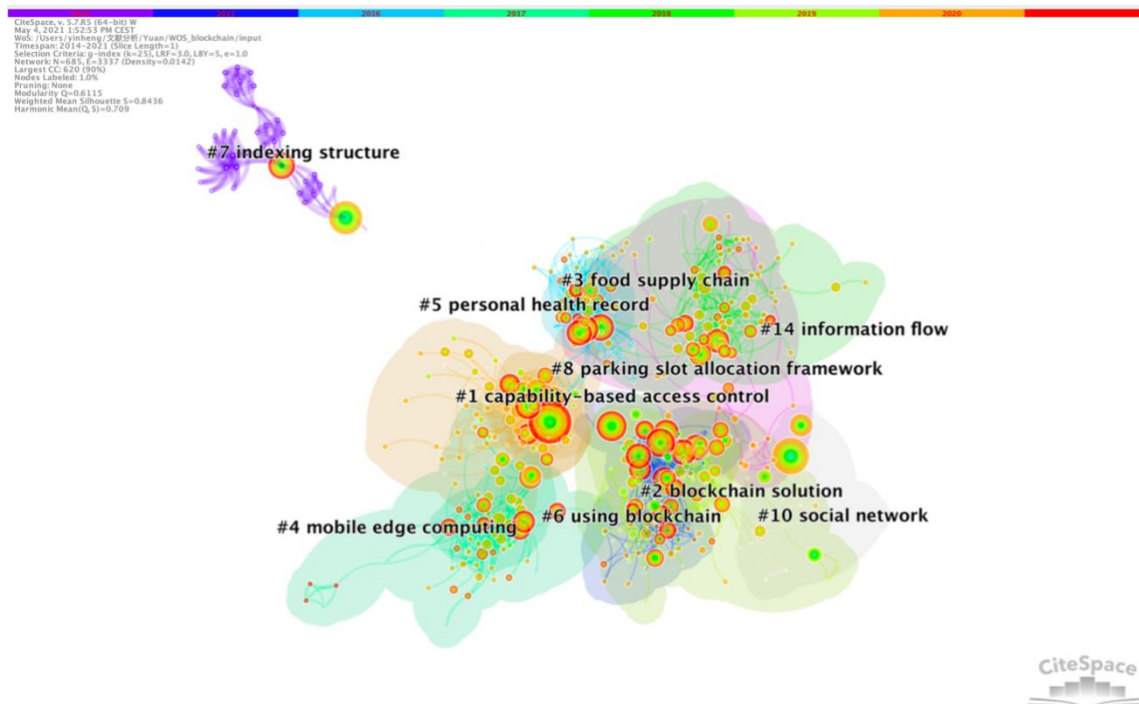 2015 2016 2017 2018 2019 2020
CiteSpace, v. 5.7.R5 (64-bit) W
May 4, 2021 1:52:53 PM CEST
WoS: /Users/yinheng/文献分析/Yuan/WOS_blockchain/input
Timespan: 2014-2021 (Slice Length=1)
Selection Criteria: g-index (k=25), LRF=3.0, LBY=5, e=1.0
Network: N=685, E=3337 (Density=0.0142)
Largest CC: 620 (90%)
Nodes Labeled: 1.0%
Pruning: None
Modularity Q=0.6115
Weighted Mean Silhouette S=0.8436
Harmonic Mean(Q, S)=0.709
#7 indexing structure
#3 food supply chain
#5 personal health record
#14 information flow
#8 parking slot allocation framework
#1 capability-based access control
#2 blockchain solution
#6 using blockchain
#10 social network
#4 mobile edge computing
CiteSpace